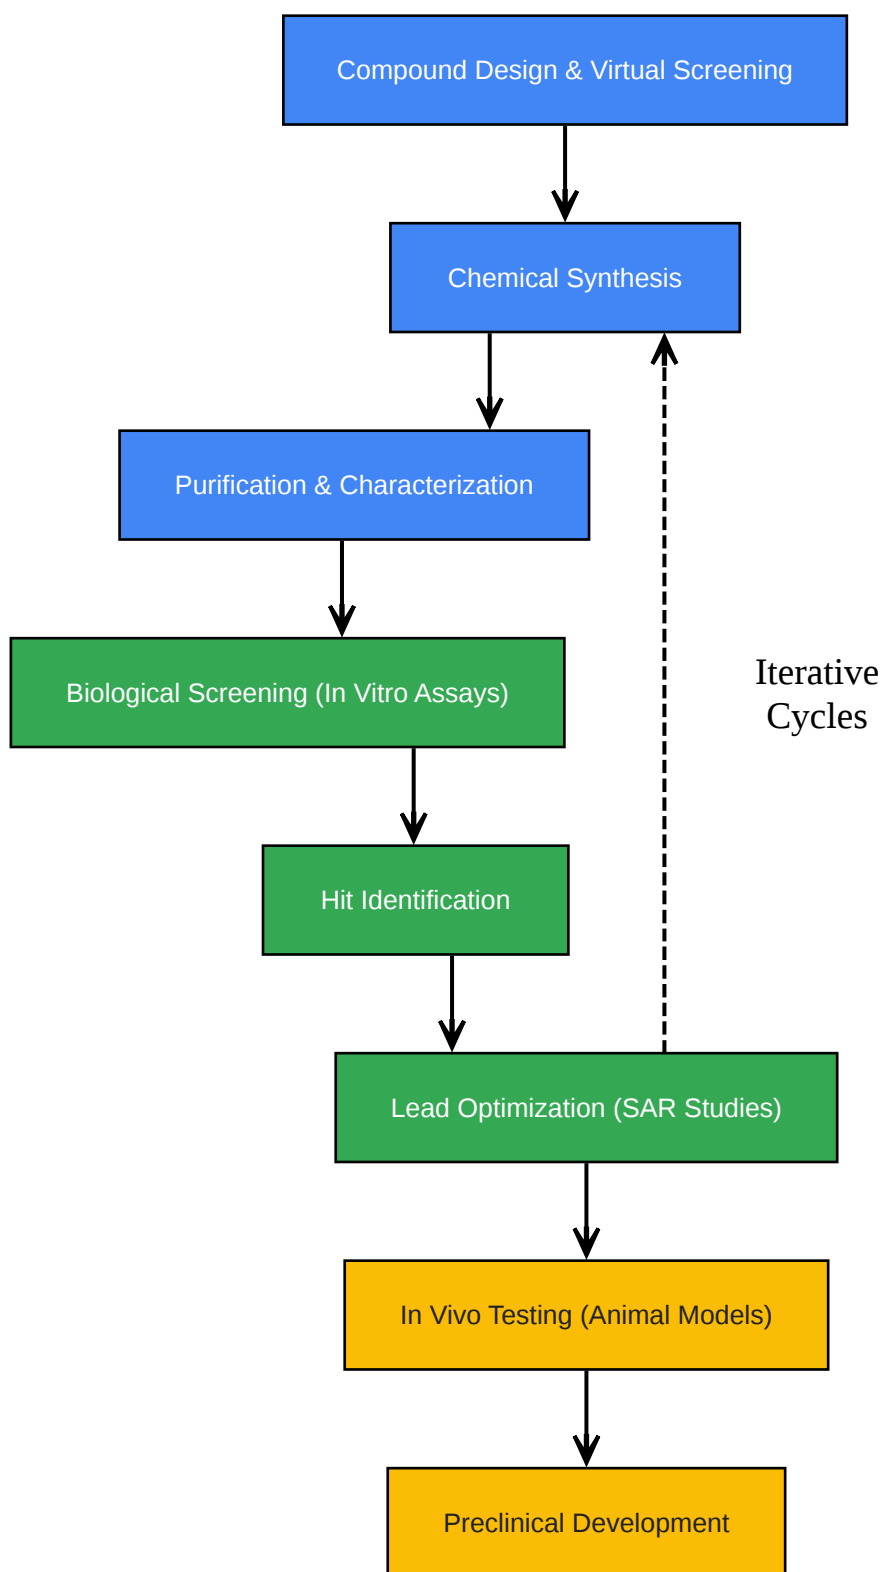 Compound Design & Virtual Screening
Chemical Synthesis
Purification & Characterization
Biological Screening (In Vitro Assays)
Iterative
Cycles
Hit Identification
Lead Optimization (SAR Studies)
In Vivo Testing (Animal Models)
Preclinical Development